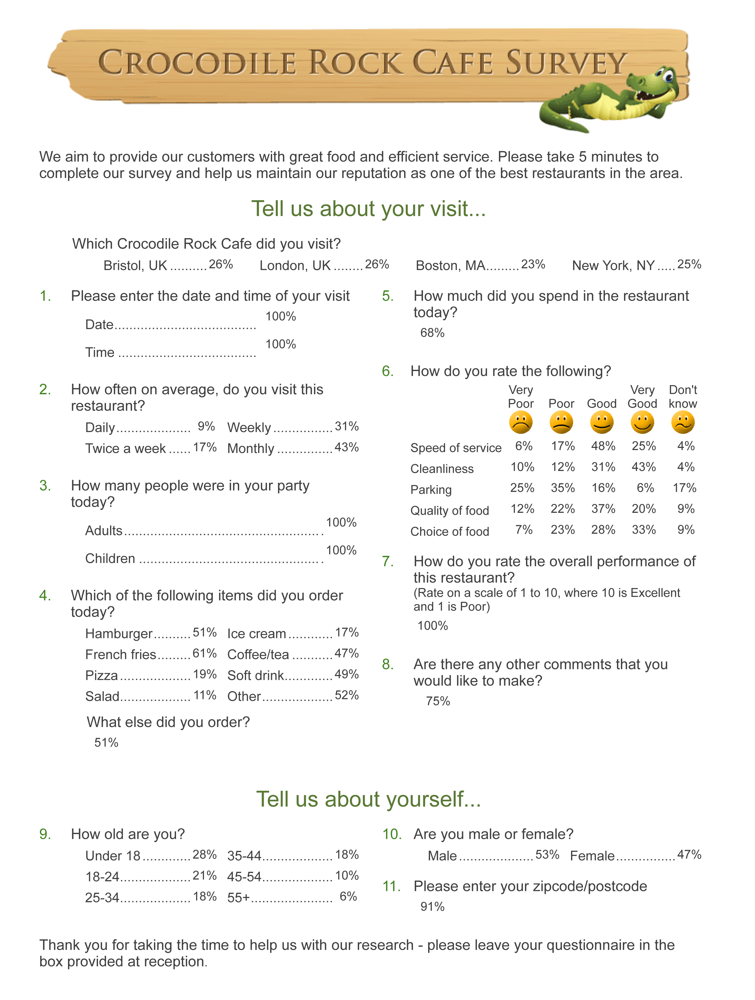 CROCODILE ROCK CAFE SURVEY
We aim to provide our customers with great food and efficient service. Please take 5 minutes to
complete our survey and help us maintain our reputation as one of the best restaurants in the area.
Tell us about your visit...
Which Crocodile Rock Cafe did you visit?
Bristol, UK .......... 26% London, UK ........ 26% Boston, MA......... 23% New York, NY ..... 25%
1. Please enter the date and time of your visit
Date...................................... 100%
Time ..................................... 100%
2. How often on average, do you visit this
restaurant?
Daily.................... 9% Weekly ................ 31%
Twice a week ...... 17% Monthly ............... 43%
3. How many people were in your party
today?
Adults..................................................... 100%
Children ................................................. 100%
4. Which of the following items did you order
today?
Hamburger.......... 51% Ice cream ............ 17%
French fries......... 61% Coffee/tea ........... 47%
Pizza ................... 19% Soft drink............. 49%
Salad................... 11% Other................... 52%
What else did you order?
51%
5. How much did you spend in the restaurant
today?
68%
6. How do you rate the following?
Very Very Don't
Poor Poor Good Good know
Speed of service 6% 17% 48% 25% 4%
Cleanliness 10% 12% 31% 43% 4%
Parking 25% 35% 16% 6% 17%
Quality of food 12% 22% 37% 20% 9%
Choice of food 7% 23% 28% 33% 9%
7. How do you rate the overall performance of
this restaurant?
(Rate on a scale of 1 to 10, where 10 is Excellent
and 1 is Poor)
100%
8. Are there any other comments that you
would like to make?
75%
Tell us about yourself...
9. How old are you?
Under 18 ............. 28% 35-44................... 18%
18-24................... 21% 45-54................... 10%
25-34................... 18% 55+...................... 6%
10. Are you male or female?
Male .................... 53% Female................ 47%
11. Please enter your zipcode/postcode
91%
Thank you for taking the time to help us with our research - please leave your questionnaire in the
box provided at reception.